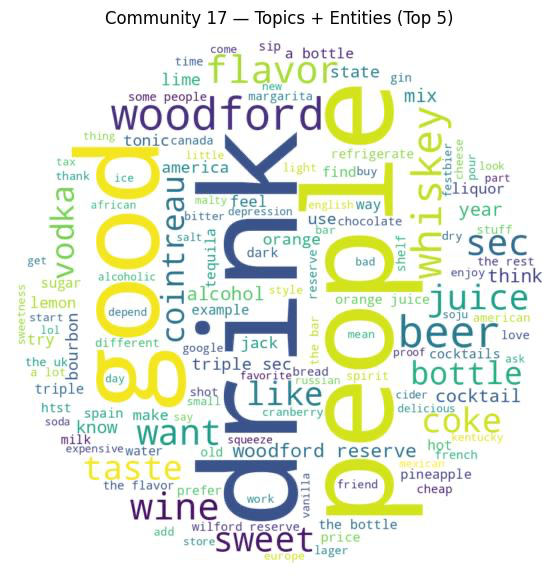 Community 17 — Topics + Entities (Top 5)
come
sip
a bottle
time
flavor
state
gin
lime
new
mix
some people
margarita
woodford
thing
tonic
canada
whiskey
cheese
tax
little
refrigerate
look
thank
ice
america
light
find
buy
pour
part
good
drink
people
festbier
african
malty
feel
english
way
liquor
vodka
cointreau
bitter
depression
use
chocolate
year
salt
bar
stuff
orange
dry
sec
get
tequila
dark
reserve
bad
shelf
the rest
alcoholic
enjoy
think
sugar
alcohol
style
orange juice
juice
sweetness
lemon
depend
example
soju
american
start
lol
bourbon
the bar
mean
beer
love
try
different
google
jack
proof
cocktails
the uk
triple sec
ask
a lot
day
favorite
bread
spirit
bottle
triple
shot
russian
like
cider
cocktail
htst
small
cranberry
delicious
spain
make
say
coke
soda
know
want
squeeze
kentucky
milk
old
woodford reserve
hot
expensive
water
french
taste
mexican
pineapple
the flavor
prefer
work
vanilla
friend
cheap
wine
wilford reserve
the bottle
add
sweet
price
store
lager
europe